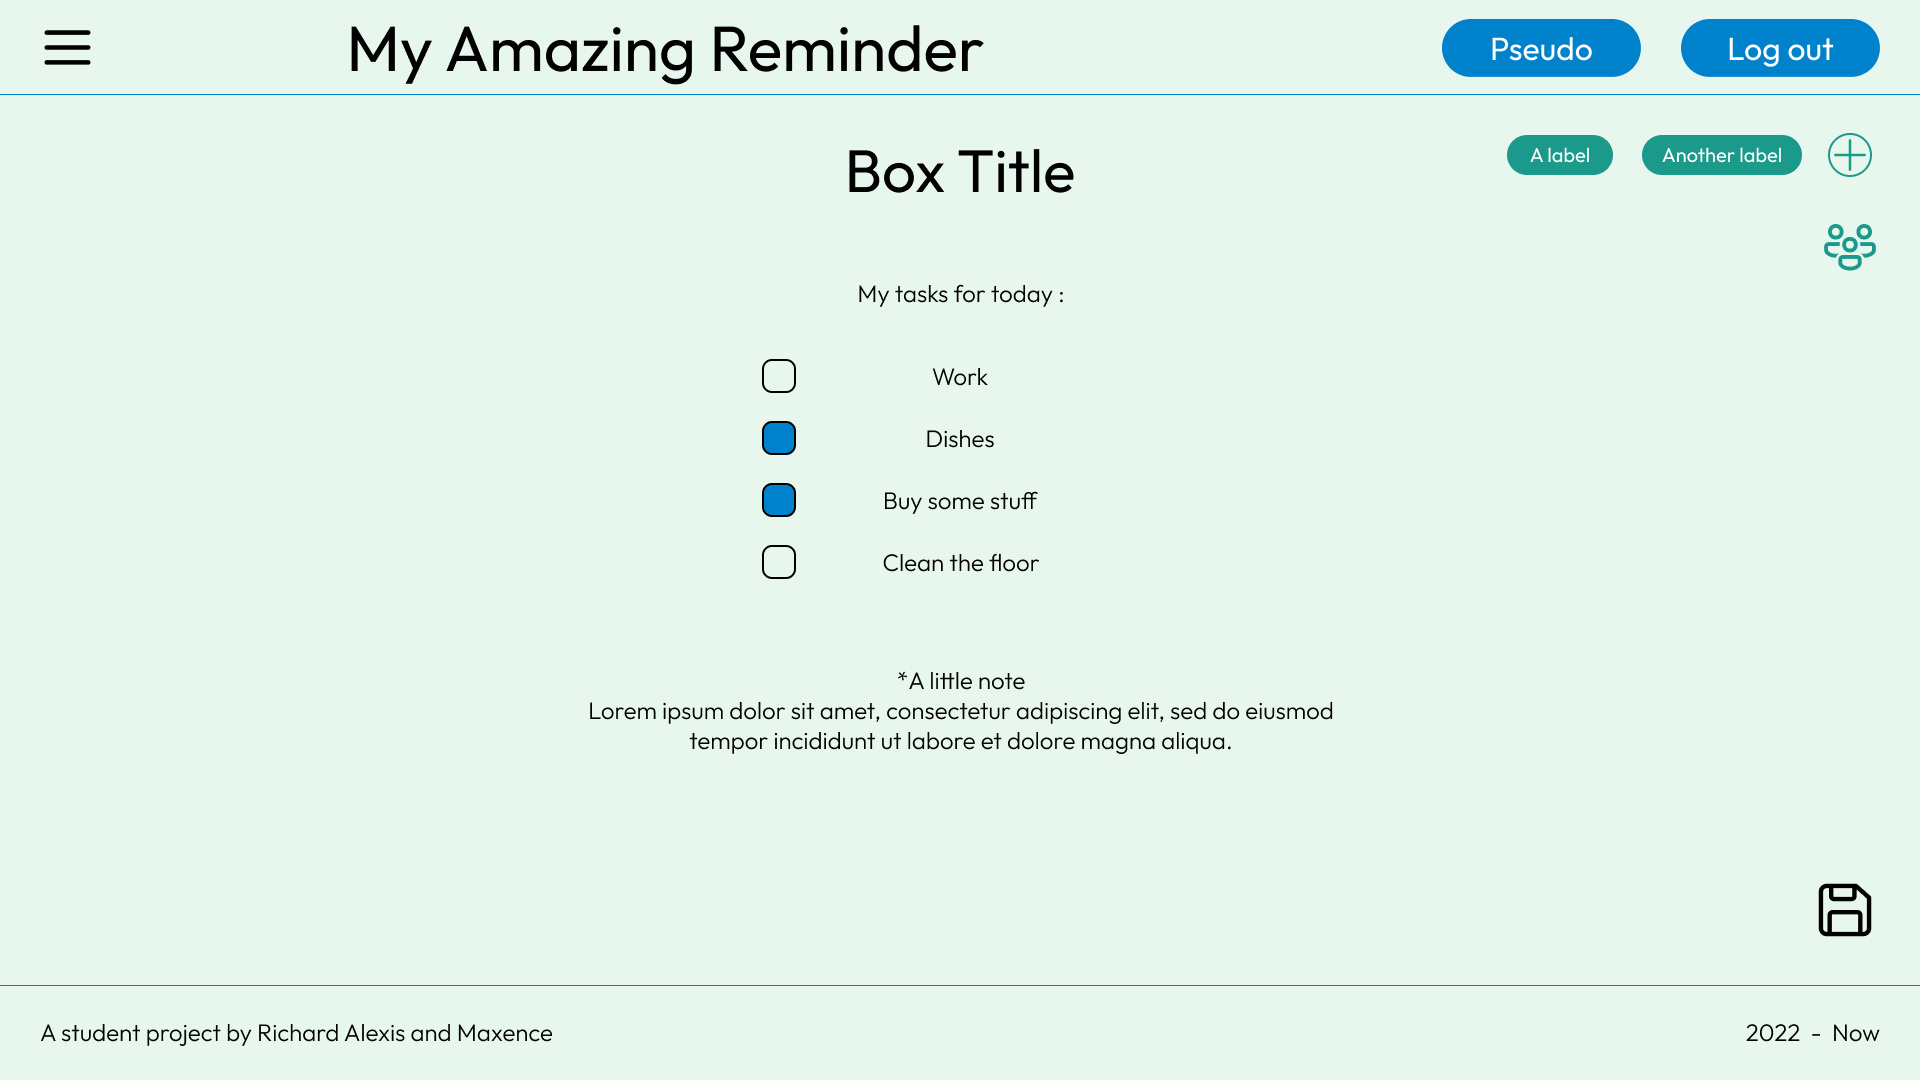 My Amazing Reminder
Pseudo
Log out
Box Title
A label
Another label
My tasks for today :
Work
Dishes
Buy some stuff
Clean the floor
*A little note
Lorem ipsum dolor sit amet, consectetur adipiscing elit, sed do eiusmod
tempor incididunt ut labore et dolore magna aliqua.
A student project by Richard Alexis and Maxence
2022 - Now